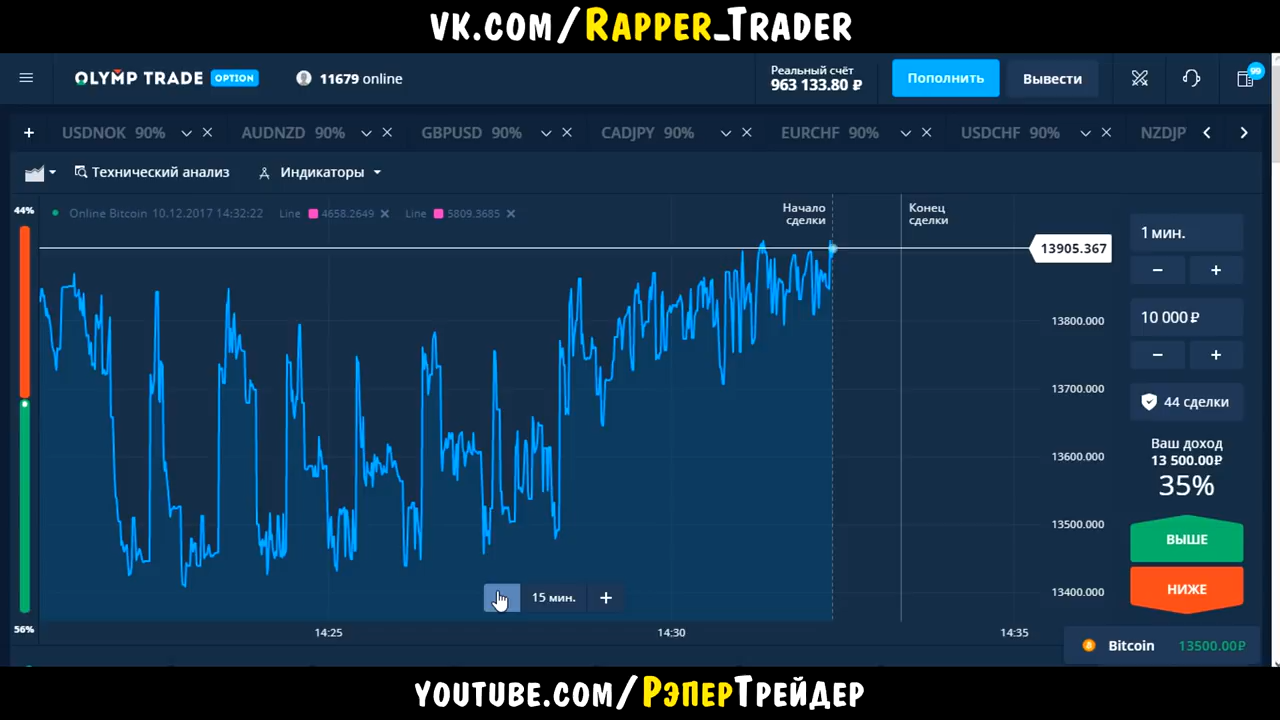 vk.com/Rapper_Trader
OLYMP TRADE OPTION
11679 online
Реальный счёт
963 133.80 ₽
Пополнить
Вывести
99
USDNOK 90%
AUDNZD 90%
GBPUSD 90%
CADJPY 90%
EURCHF 90%
USDCHF 90%
NZDJP
Технический анализ
Индикаторы
44%
Online Bitcoin 10.12.2017 14:32:22
Line 4658.2649
Line 5809.3685
Начало сделки
Конец сделки
13905.367
13800.000
13700.000
13600.000
13500.000
13400.000
1 мин.
− +
10 000 ₽
− +
44 сделки
Ваш доход
13 500.00₽
35%
ВЫШЕ
НИЖЕ
15 мин. +
56%
14:25
14:30
14:35
Bitcoin 13500.00₽
youtube.com/РэперТрейдер